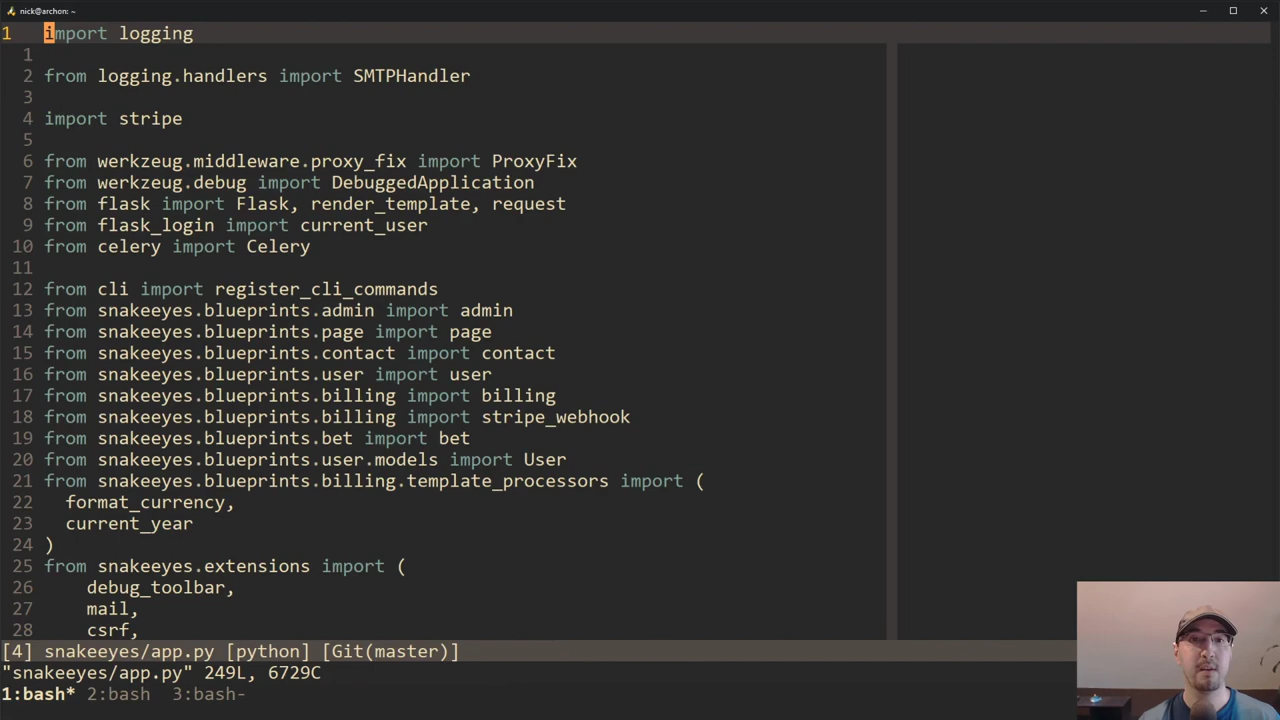 nick@archon: ~
1 import logging
1
2 from logging.handlers import SMTPHandler
3
4 import stripe
5
6 from werkzeug.middleware.proxy_fix import ProxyFix
7 from werkzeug.debug import DebuggedApplication
8 from flask import Flask, render_template, request
9 from flask_login import current_user
10 from celery import Celery
11
12 from cli import register_cli_commands
13 from snakeeyes.blueprints.admin import admin
14 from snakeeyes.blueprints.page import page
15 from snakeeyes.blueprints.contact import contact
16 from snakeeyes.blueprints.user import user
17 from snakeeyes.blueprints.billing import billing
18 from snakeeyes.blueprints.billing import stripe_webhook
19 from snakeeyes.blueprints.bet import bet
20 from snakeeyes.blueprints.user.models import User
21 from snakeeyes.blueprints.billing.template_processors import (
22 format_currency,
23 current_year
24 )
25 from snakeeyes.extensions import (
26 debug_toolbar,
27 mail,
28 csrf,
[4] snakeeyes/app.py [python] [Git(master)]
"snakeeyes/app.py" 249L, 6729C
1:bash* 2:bash 3:bash-